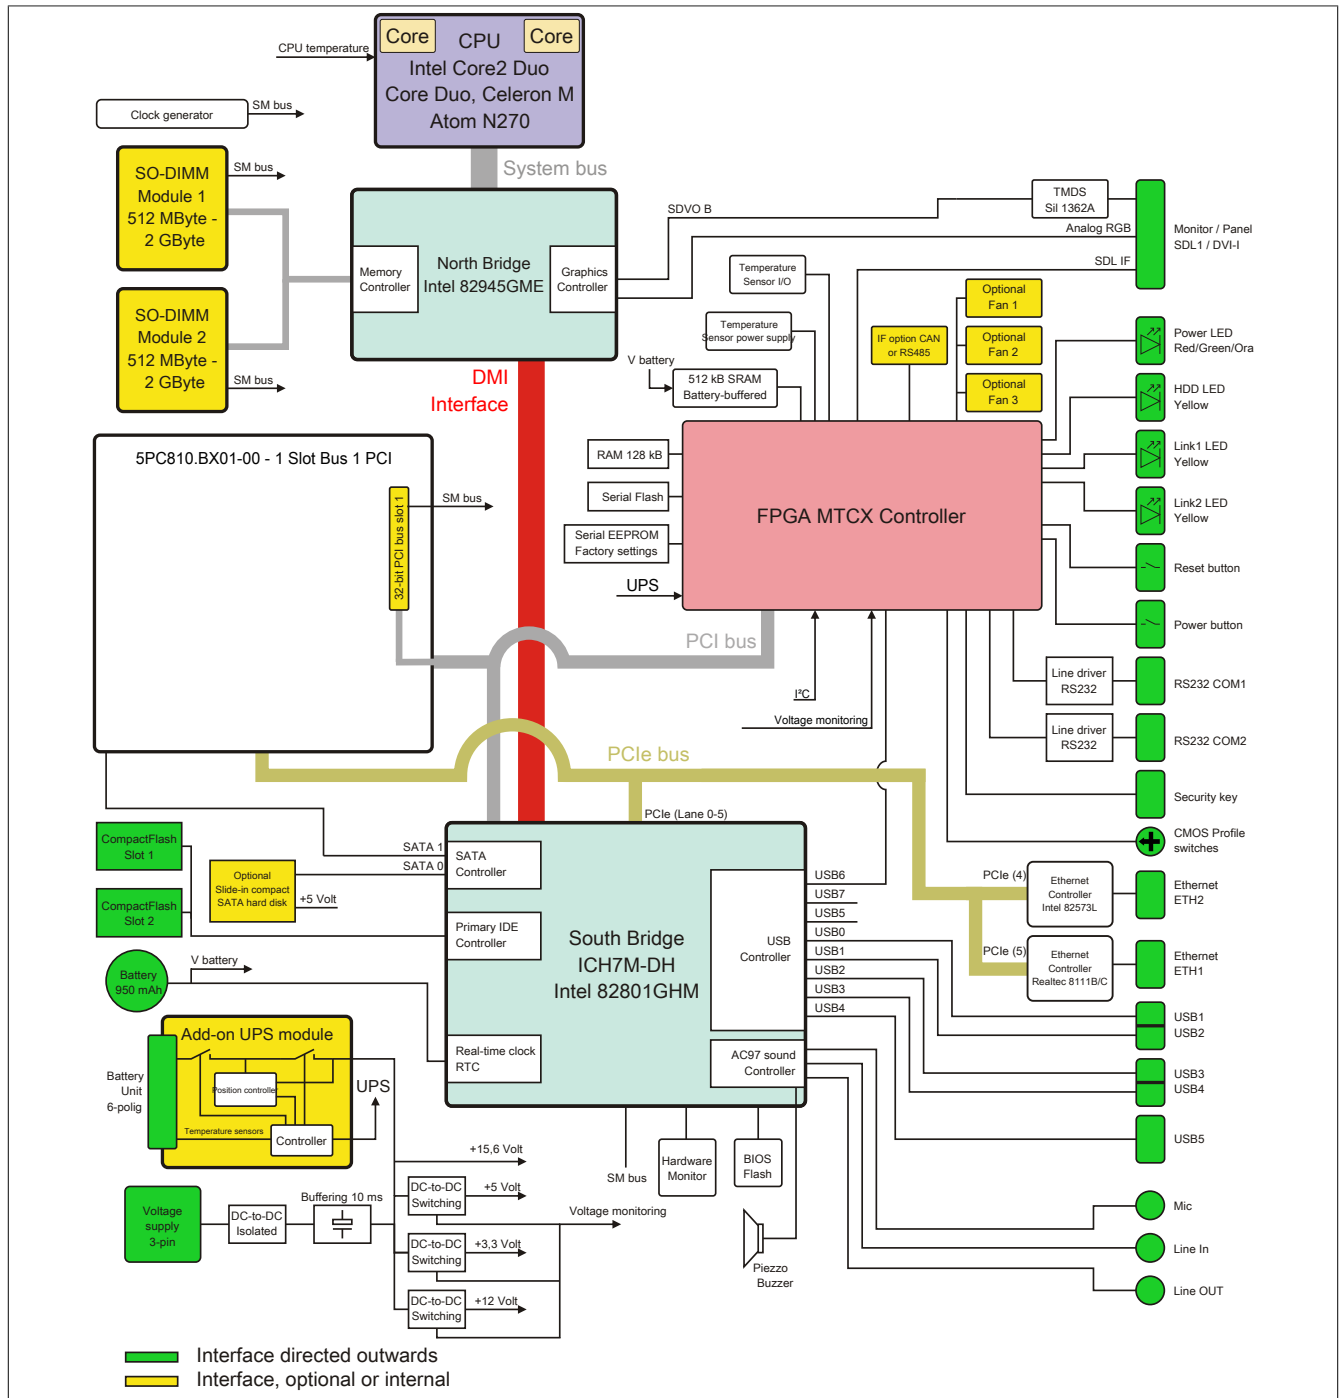 Core
CPU
Core
Intel Core2 Duo
Core Duo, Celeron M
Atom N270
CPU temperature
Clock generator
SM bus
System bus
SO-DIMM
Module 1
512 MByte -
2 GByte
SM bus
SO-DIMM
Module 2
512 MByte -
2 GByte
SM bus
Memory
Controller
North Bridge
Intel 82945GME
Graphics
Controller
SDVO B
TMDS
Sil 1362A
Analog RGB
SDL IF
Monitor / Panel
SDL1 / DVI-I
Temperature
Sensor I/O
Temperature
Sensor power supply
V battery
512 kB SRAM
Battery-buffered
IF option CAN
or RS485
Optional
Fan 1
Optional
Fan 2
Optional
Fan 3
Power LED
Red/Green/Ora
HDD LED
Yellow
Link1 LED
Yellow
Link2 LED
Yellow
Reset button
Power button
DMI
Interface
5PC810.BX01-00 - 1 Slot Bus 1 PCI
32-bit PCI bus slot 1
SM bus
RAM 128 kB
Serial Flash
Serial EEPROM
Factory settings
UPS
FPGA MTCX Controller
PCI bus
I²C
Voltage monitoring
Line driver
RS232
RS232 COM1
Line driver
RS232
RS232 COM2
Security key
CMOS Profile
switches
PCIe bus
PCIe (Lane 0-5)
CompactFlash
Slot 1
CompactFlash
Slot 2
Optional
Slide-in compact
SATA hard disk
+5 Volt
SATA 1
SATA 0
SATA
Controller
Primary IDE
Controller
South Bridge
ICH7M-DH
Intel 82801GHM
USB
Controller
USB6
USB7
USB5
USB0
USB1
USB2
USB3
USB4
PCIe (4)
Ethernet
Controller
Intel 82573L
Ethernet
ETH2
PCIe (5)
Ethernet
Controller
Realtec 8111B/C
Ethernet
ETH1
USB1
USB2
USB3
USB4
USB5
Battery
950 mAh
V battery
Real-time clock
RTC
AC97 sound
Controller
Add-on UPS module
Battery
Unit
6-polig
Position controller
Temperature sensors
Controller
UPS
SM bus
Hardware
Monitor
BIOS
Flash
Piezzo
Buzzer
Mic
Line In
Line OUT
Voltage
supply
3-pin
DC-to-DC
Isolated
Buffering 10 ms
+15,6 Volt
DC-to-DC
Switching
+5 Volt
Voltage monitoring
DC-to-DC
Switching
+3,3 Volt
DC-to-DC
Switching
+12 Volt
Interface directed outwards
Interface, optional or internal